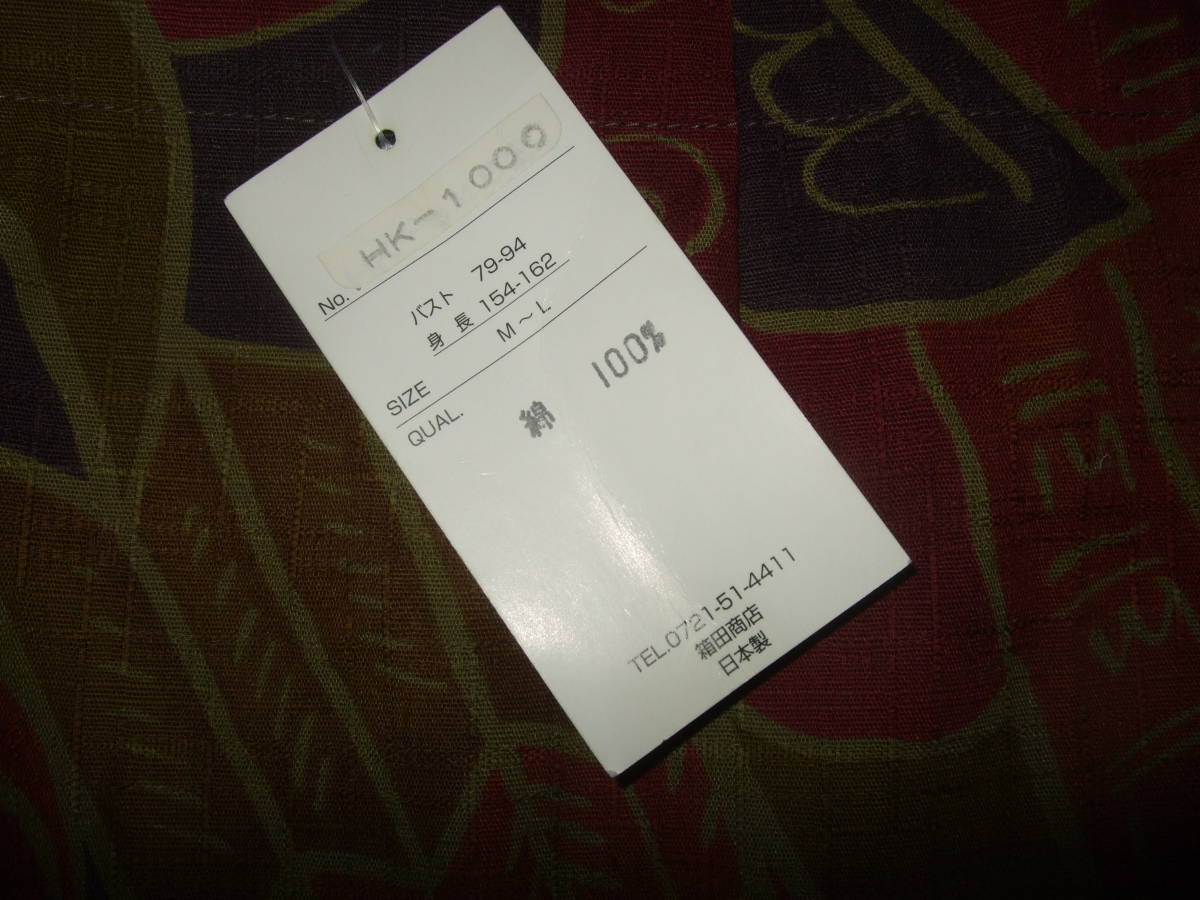 No. HK-1000
バスト 79-94
身長 154-162
SIZE M～L
QUAL. 綿 100%
TEL.0721-51-4411
箱田商店
日本製